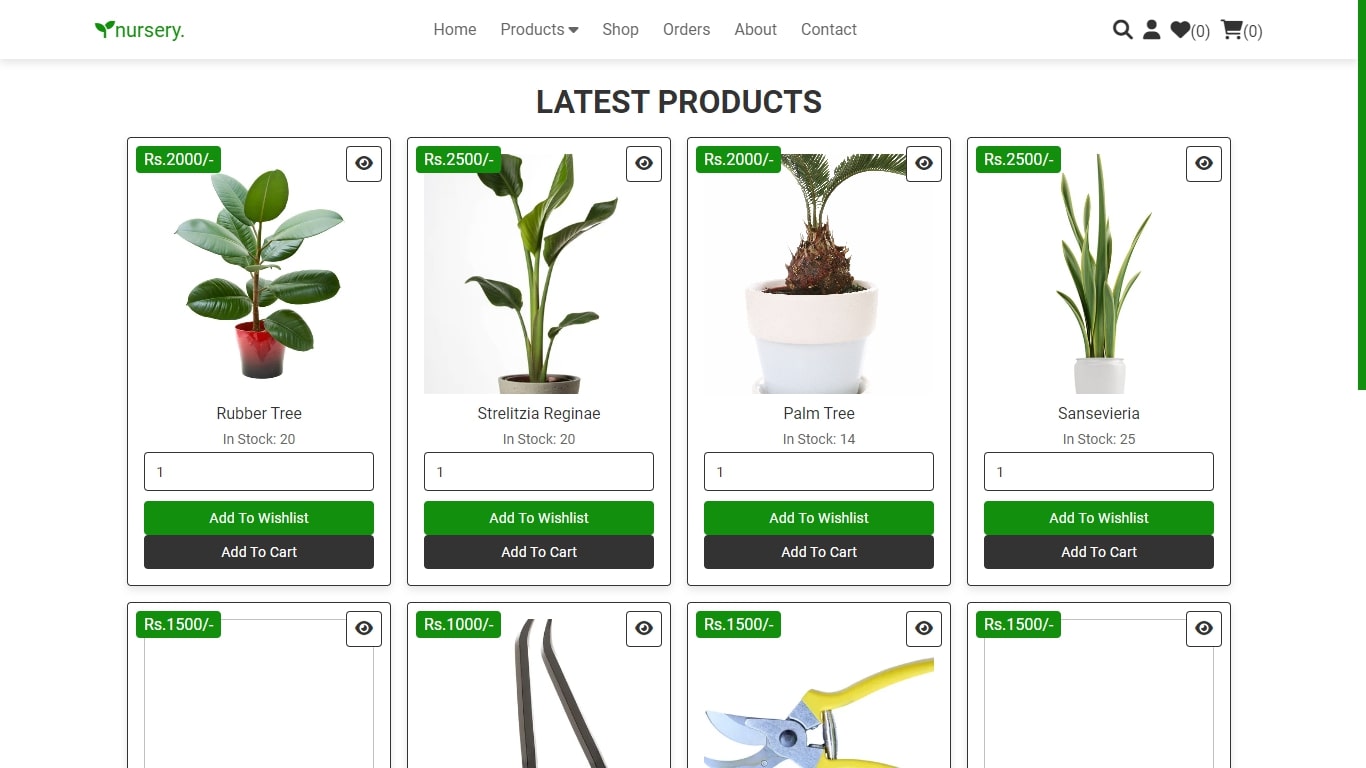 nursery.
Home Products Shop Orders About Contact (0) (0)
LATEST PRODUCTS
Rs.2000/- Rs.2500/- Rs.2000/- Rs.2500/-
Rubber Tree Strelitzia Reginae Palm Tree Sansevieria
In Stock: 20 In Stock: 20 In Stock: 14 In Stock: 25
1 1 1 1
Add To Wishlist Add To Wishlist Add To Wishlist Add To Wishlist
Add To Cart Add To Cart Add To Cart Add To Cart
Rs.1500/- Rs.1000/- Rs.1500/- Rs.1500/-